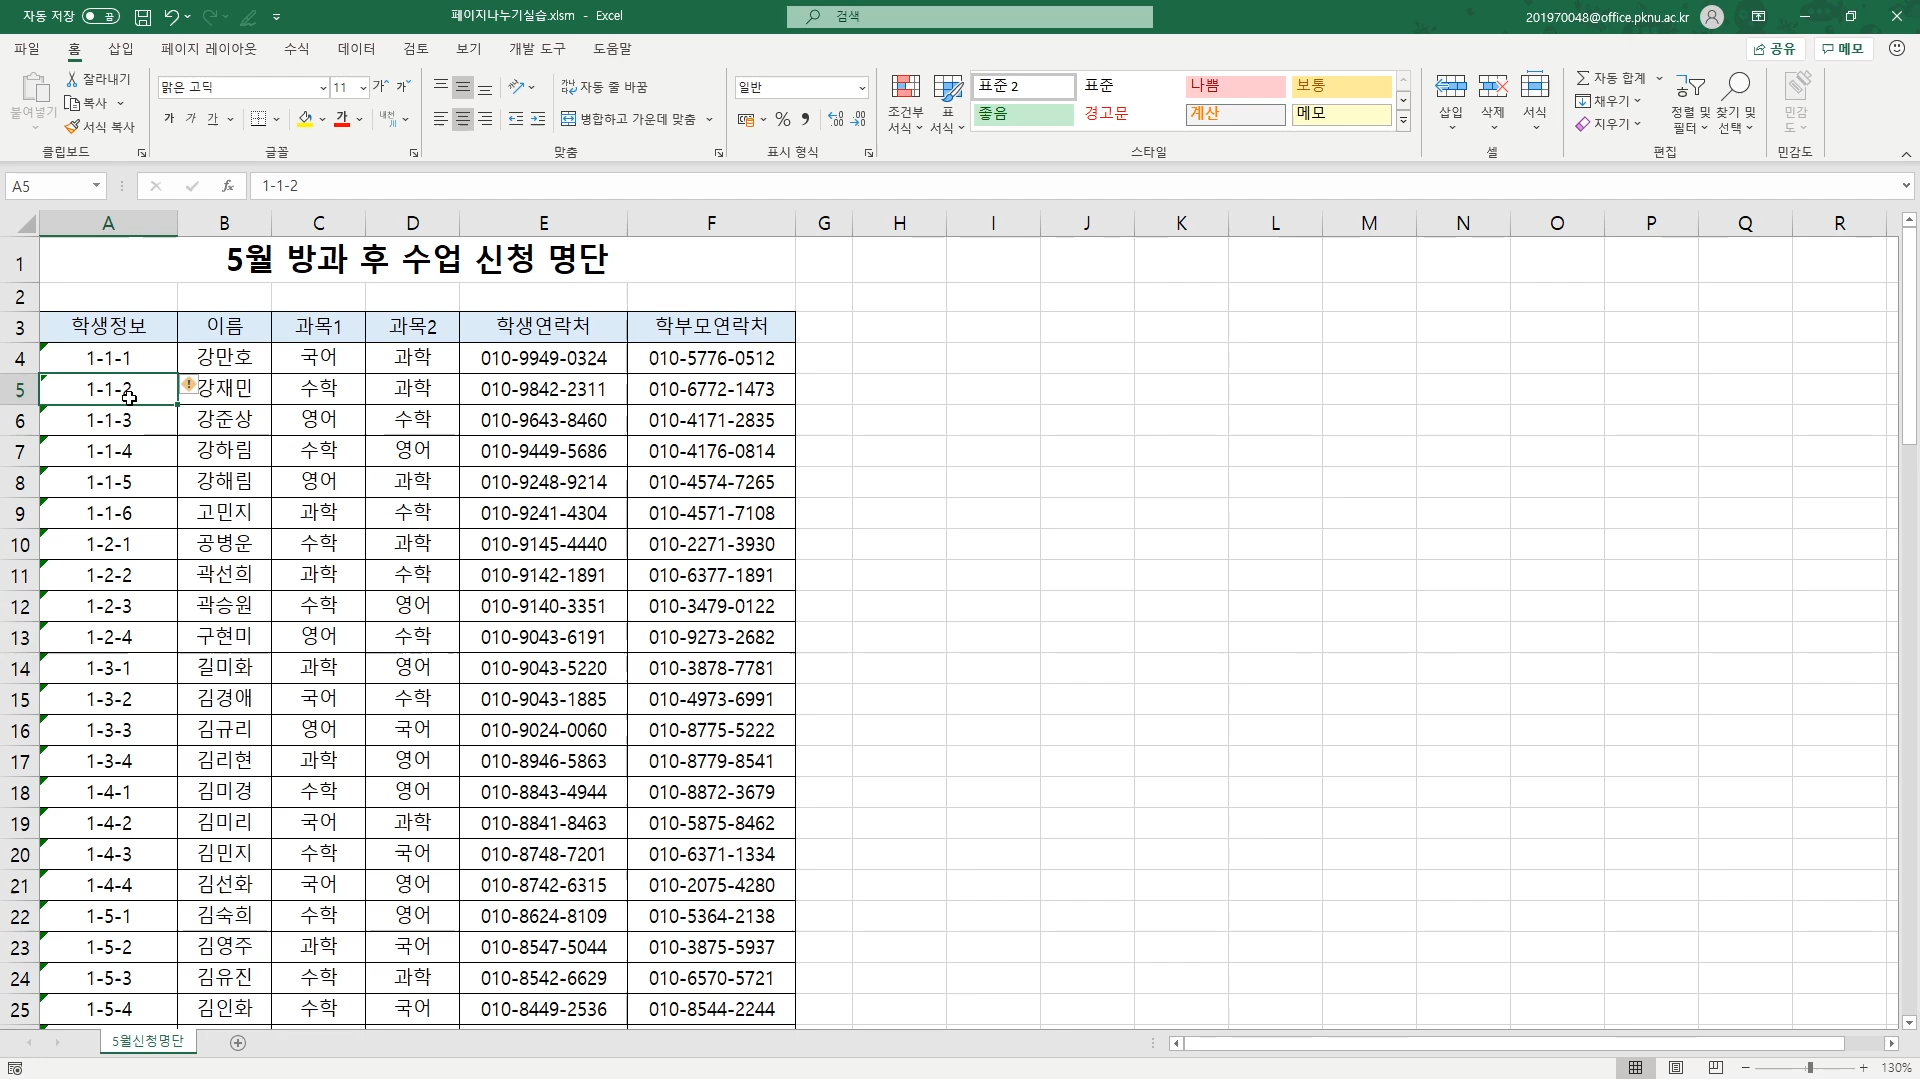 자동 저장 끔 페이지나누기실습.xlsm - Excel 검색 201970048@office.pknu.ac.kr
파일 홈 삽입 페이지 레이아웃 수식 데이터 검토 보기 개발 도구 도움말 공유 메모
붙여넣기 잘라내기 복사 서식 복사 클립보드
맑은 고딕 11 가 가 가 가 가 가 내천 글꼴
자동 줄 바꿈 병합하고 가운데 맞춤 맞춤
일반 % 표시 형식
조건부 서식 표 서식 표준 2 표준 나쁨 보통
좋음 경고문 계산 메모 스타일
삽입 삭제 서식 셀
자동 합계 채우기 지우기 정렬 및 필터 찾기 및 선택 편집
민감도 민감도
A5 fx 1-1-2
A B C D E F G H I J K L M N O P Q R
1 5월 방과 후 수업 신청 명단
2
3 학생정보 이름 과목1 과목2 학생연락처 학부모연락처
4 1-1-1 강만호 국어 과학 010-9949-0324 010-5776-0512
5 1-1-2 강재민 수학 과학 010-9842-2311 010-6772-1473
6 1-1-3 강준상 영어 수학 010-9643-8460 010-4171-2835
7 1-1-4 강하림 수학 영어 010-9449-5686 010-4176-0814
8 1-1-5 강해림 영어 과학 010-9248-9214 010-4574-7265
9 1-1-6 고민지 과학 수학 010-9241-4304 010-4571-7108
10 1-2-1 공병운 수학 과학 010-9145-4440 010-2271-3930
11 1-2-2 곽선희 과학 수학 010-9142-1891 010-6377-1891
12 1-2-3 곽승원 수학 영어 010-9140-3351 010-3479-0122
13 1-2-4 구현미 영어 수학 010-9043-6191 010-9273-2682
14 1-3-1 길미화 과학 영어 010-9043-5220 010-3878-7781
15 1-3-2 김경애 국어 수학 010-9043-1885 010-4973-6991
16 1-3-3 김규리 영어 국어 010-9024-0060 010-8775-5222
17 1-3-4 김리현 과학 영어 010-8946-5863 010-8779-8541
18 1-4-1 김미경 수학 영어 010-8843-4944 010-8872-3679
19 1-4-2 김미리 국어 과학 010-8841-8463 010-5875-8462
20 1-4-3 김민지 수학 국어 010-8748-7201 010-6371-1334
21 1-4-4 김선화 국어 영어 010-8742-6315 010-2075-4280
22 1-5-1 김숙희 수학 영어 010-8624-8109 010-5364-2138
23 1-5-2 김영주 과학 국어 010-8547-5044 010-3875-5937
24 1-5-3 김유진 수학 과학 010-8542-6629 010-6570-5721
25 1-5-4 김인화 수학 국어 010-8449-2536 010-8544-2244
5월신청명단
130%